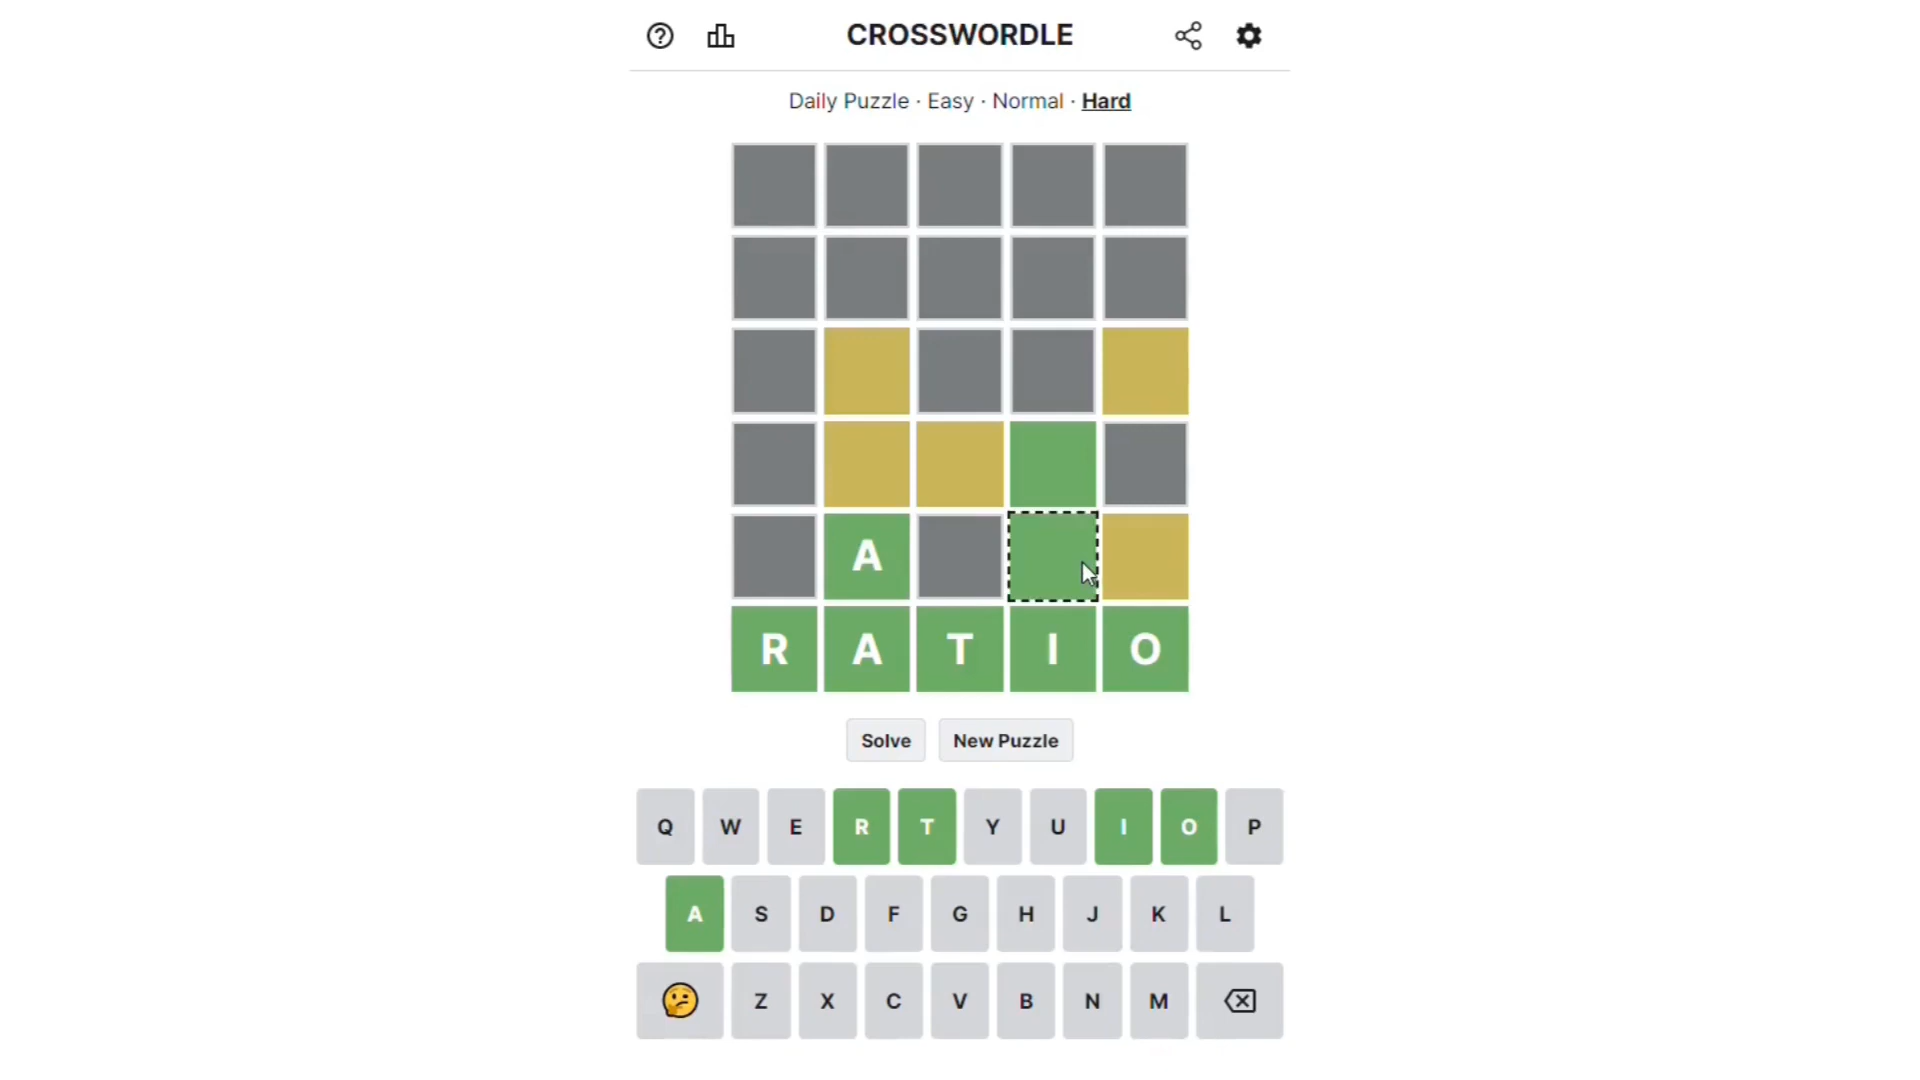 CROSSWORDLE
Daily Puzzle · Easy · Normal · Hard
A
R A T I O
Solve New Puzzle
Q W E R T Y U I O P
A S D F G H J K L
Z X C V B N M